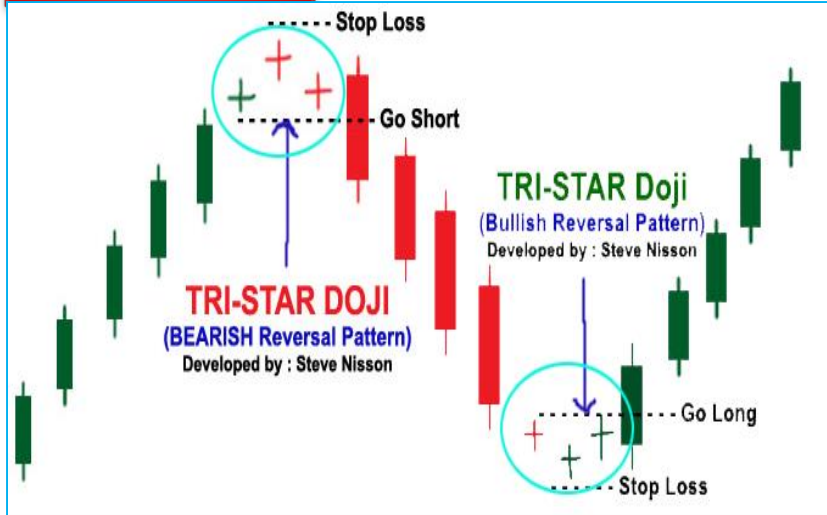 Stop Loss
Go Short
TRI-STAR DOJI
(BEARISH Reversal Pattern)
Developed by : Steve Nisson
TRI-STAR Doji
(Bullish Reversal Pattern)
Developed by : Steve Nisson
Go Long
Stop Loss